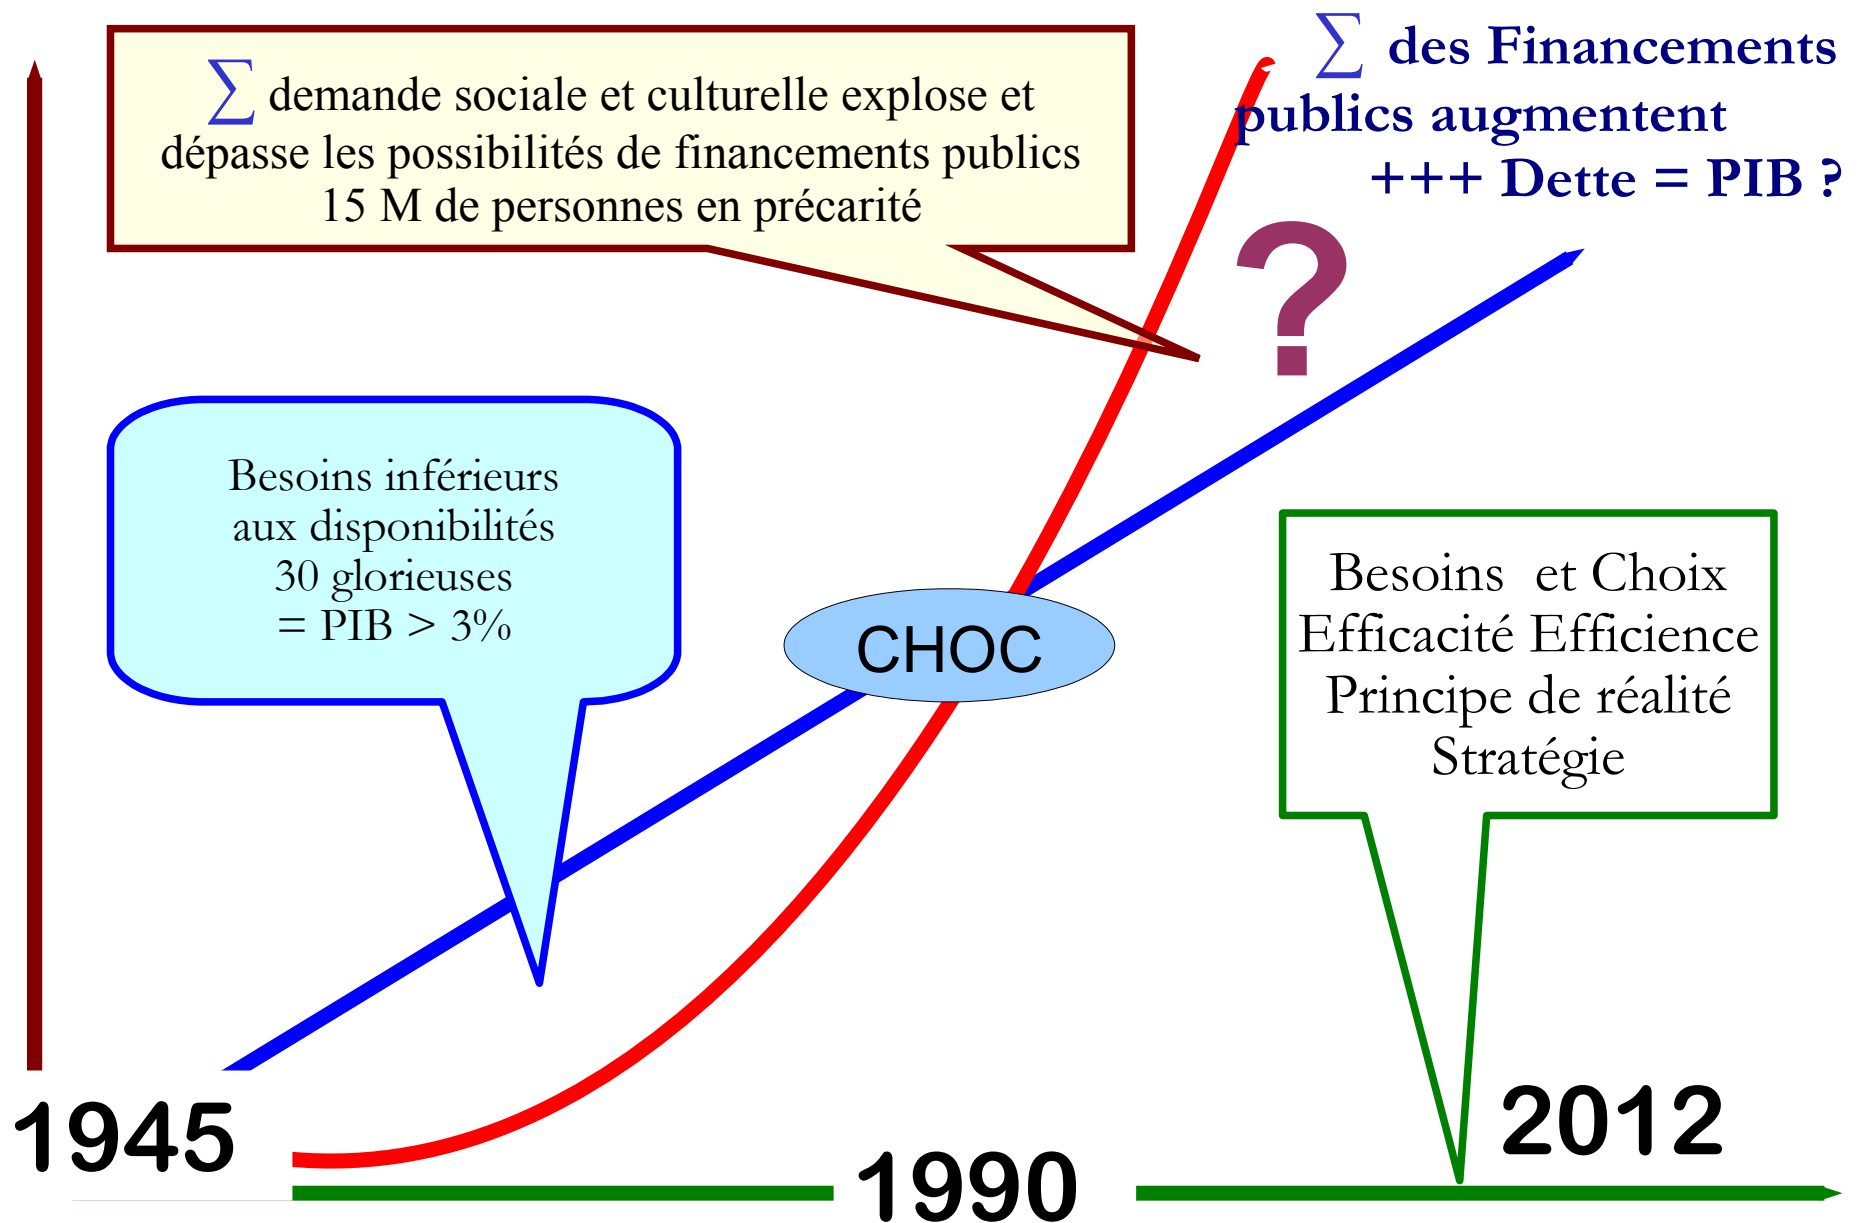 ∑ demande sociale et culturelle explose et
dépasse les possibilités de financements publics
15 M de personnes en précarité
∑ des Financements
publics augmentent
+++ Dette = PIB ?
?
Besoins inférieurs
aux disponibilités
30 glorieuses
= PIB > 3%
CHOC
Besoins et Choix
Efficacité Efficience
Principe de réalité
Stratégie
1945
1990
2012